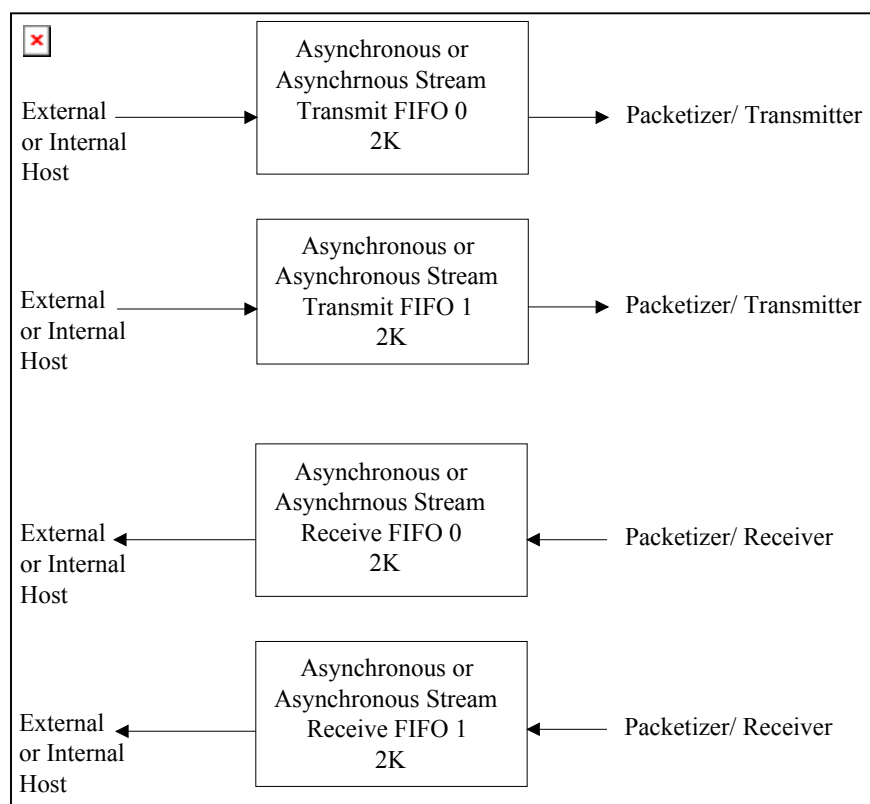 Asynchronous or
Asynchrnous Stream
Transmit FIFO 0
2K
External
or Internal
Host
Packetizer/ Transmitter
Asynchronous or
Asynchronous Stream
Transmit FIFO 1
2K
External
or Internal
Host
Packetizer/ Transmitter
Asynchronous or
Asynchrnous Stream
Receive FIFO 0
2K
External
or Internal
Host
Packetizer/ Receiver
Asynchronous or
Asynchronous Stream
Receive FIFO 1
2K
External
or Internal
Host
Packetizer/ Receiver